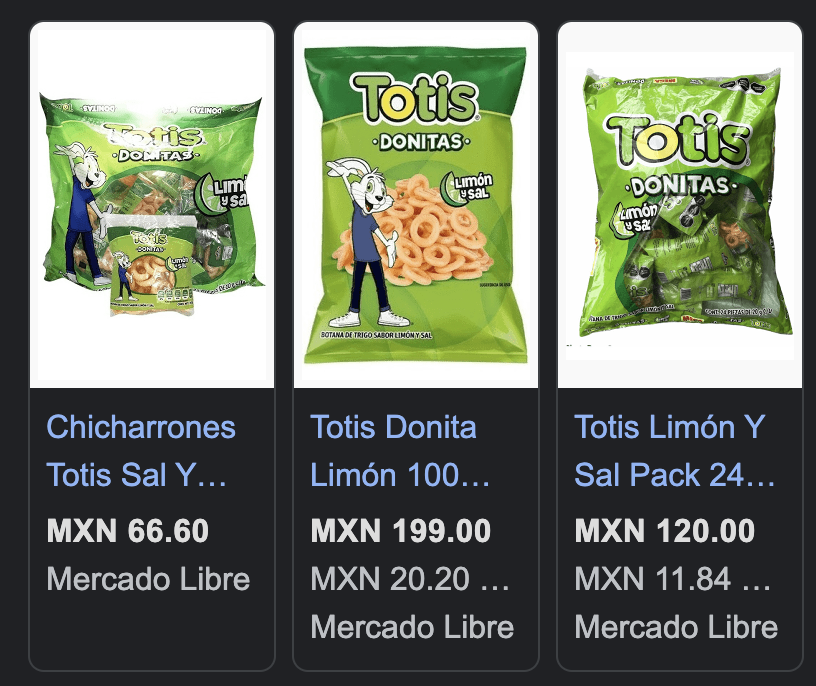 Totis
DONITAS
Limón
y Sal
Totis
DONITAS
Totis
·DONITAS·
Limón
y SAL
BOTANA DE TRIGO SABOR LIMÓN Y SAL
Totis
·DONITAS·
Limón
y Sal
Chicharrones
Totis Sal Y…
MXN 66.60
Mercado Libre
Totis Donita
Limón 100…
MXN 199.00
MXN 20.20 …
Mercado Libre
Totis Limón Y
Sal Pack 24…
MXN 120.00
MXN 11.84 …
Mercado Libre